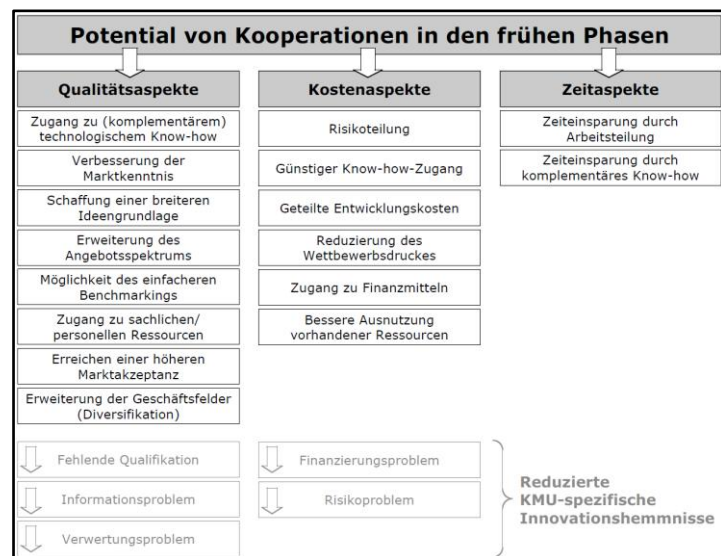 Potential von Kooperationen in den frühen Phasen
Qualitätsaspekte
Zugang zu (komplementärem)
technologischem Know-how
Verbesserung der
Marktkenntnis
Schaffung einer breiteren
Ideengrundlage
Erweiterung des
Angebotsspektrums
Möglichkeit des einfacheren
Benchmarkings
Zugang zu sachlichen/
personellen Ressourcen
Erreichen einer höheren
Marktakzeptanz
Erweiterung der Geschäftsfelder
(Diversifikation)
Fehlende Qualifikation
Informationsproblem
Verwertungsproblem
Kostenaspekte
Risikoteilung
Günstiger Know-how-Zugang
Geteilte Entwicklungskosten
Reduzierung des
Wettbewerbsdruckes
Zugang zu Finanzmitteln
Bessere Ausnutzung
vorhandener Ressourcen
Finanzierungsproblem
Risikoproblem
Zeitaspekte
Zeiteinsparung durch
Arbeitsteilung
Zeiteinsparung durch
komplementäres Know-how
Reduzierte
KMU-spezifische
Innovationshemmnisse